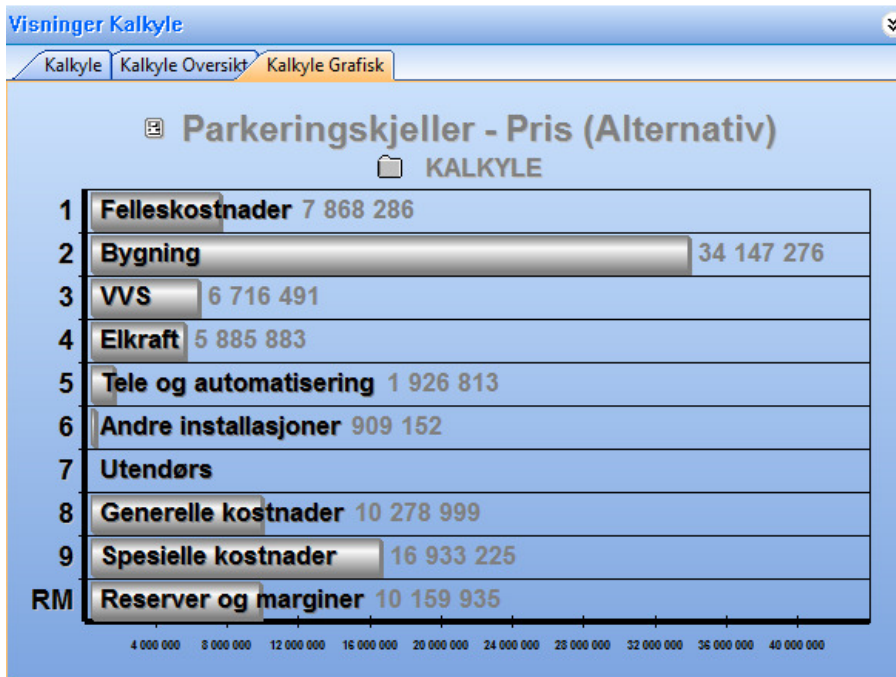 Visninger Kalkyle
Kalkyle Kalkyle Oversikt Kalkyle Grafisk
Parkeringskjeller - Pris (Alternativ)
KALKYLE
1 Felleskostnader 7 868 286
2 Bygning 34 147 276
3 VVS 6 716 491
4 Elkraft 5 885 883
5 Tele og automatisering 1 926 813
6 Andre installasjoner 909 152
7 Utendørs
8 Generelle kostnader 10 278 999
9 Spesielle kostnader 16 933 225
RM Reserver og marginer 10 159 935
4 000 000 8 000 000 12 000 000 16 000 000 20 000 000 24 000 000 28 000 000 32 000 000 36 000 000 40 000 000